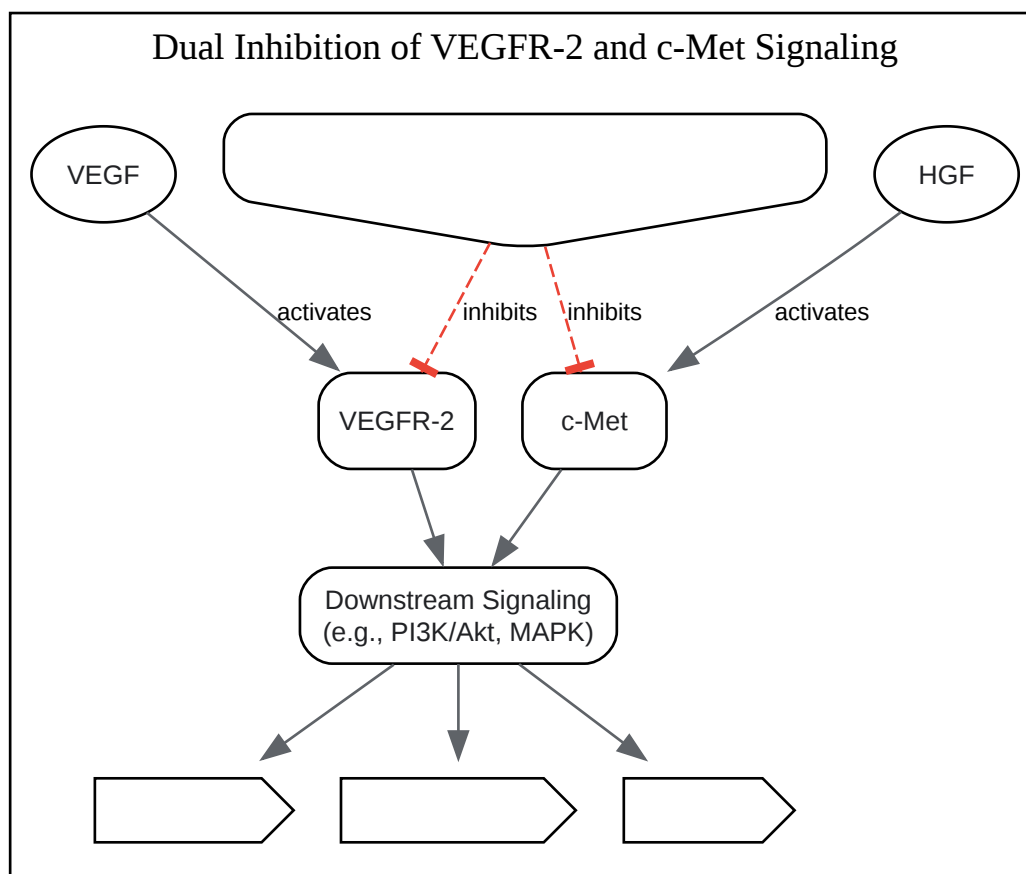 Dual Inhibition of VEGFR-2 and c-Met Signaling
VEGF
HGF
activates
inhibits
inhibits
activates
VEGFR-2
c-Met
Downstream Signaling
(e.g., PI3K/Akt, MAPK)